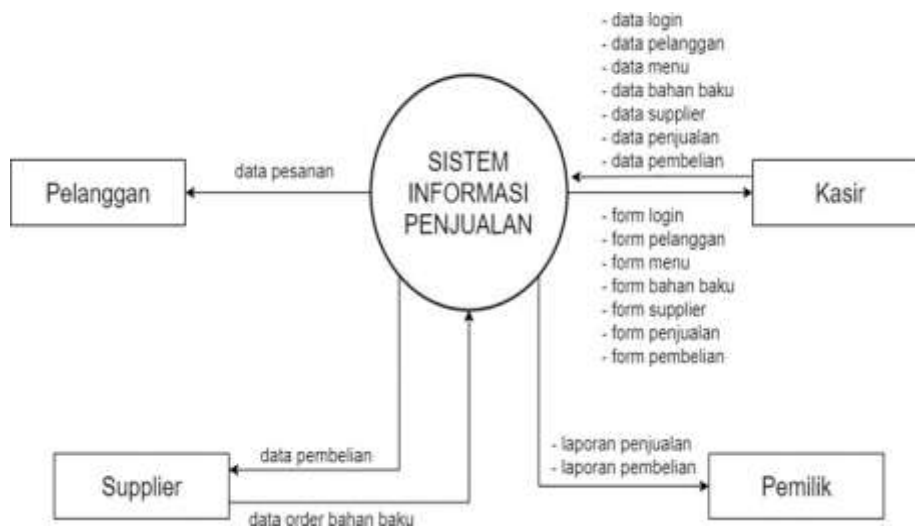 - data login
- data pelanggan
- data menu
- data bahan baku
- data supplier
- data penjualan
- data pembelian
Pelanggan
data pesanan
SISTEM
INFORMASI
PENJUALAN
Kasir
- form login
- form pelanggan
- form menu
- form bahan baku
- form supplier
- form penjualan
- form pembelian
Supplier
data pembelian
data order bahan baku
- laporan penjualan
- laporan pembelian
Pemilik